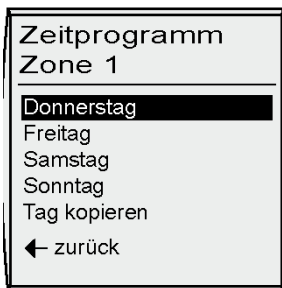 Zeitprogramm
Zone 1
Donnerstag
Freitag
Samstag
Sonntag
Tag kopieren
← zurück